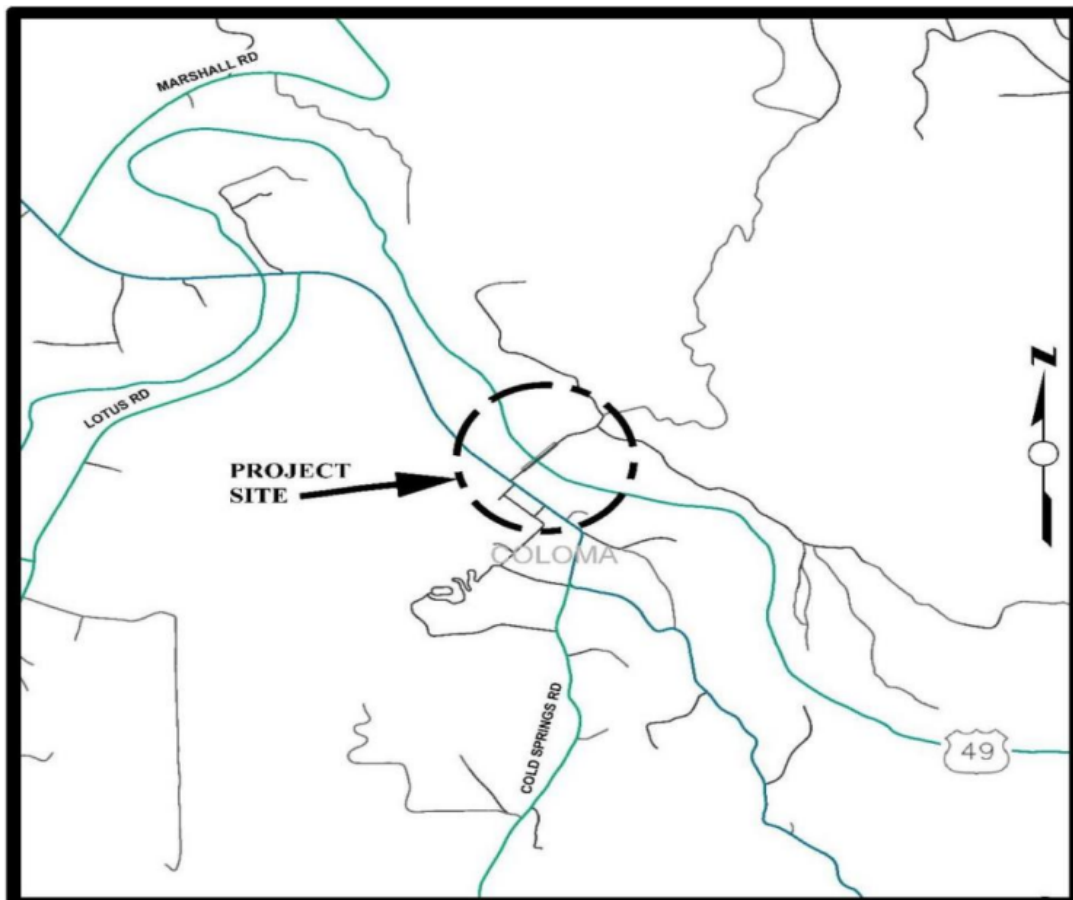 MARSHALL RD
LOTUS RD
PROJECT
SITE
COLOMA
COLD SPRINGS RD
49
N